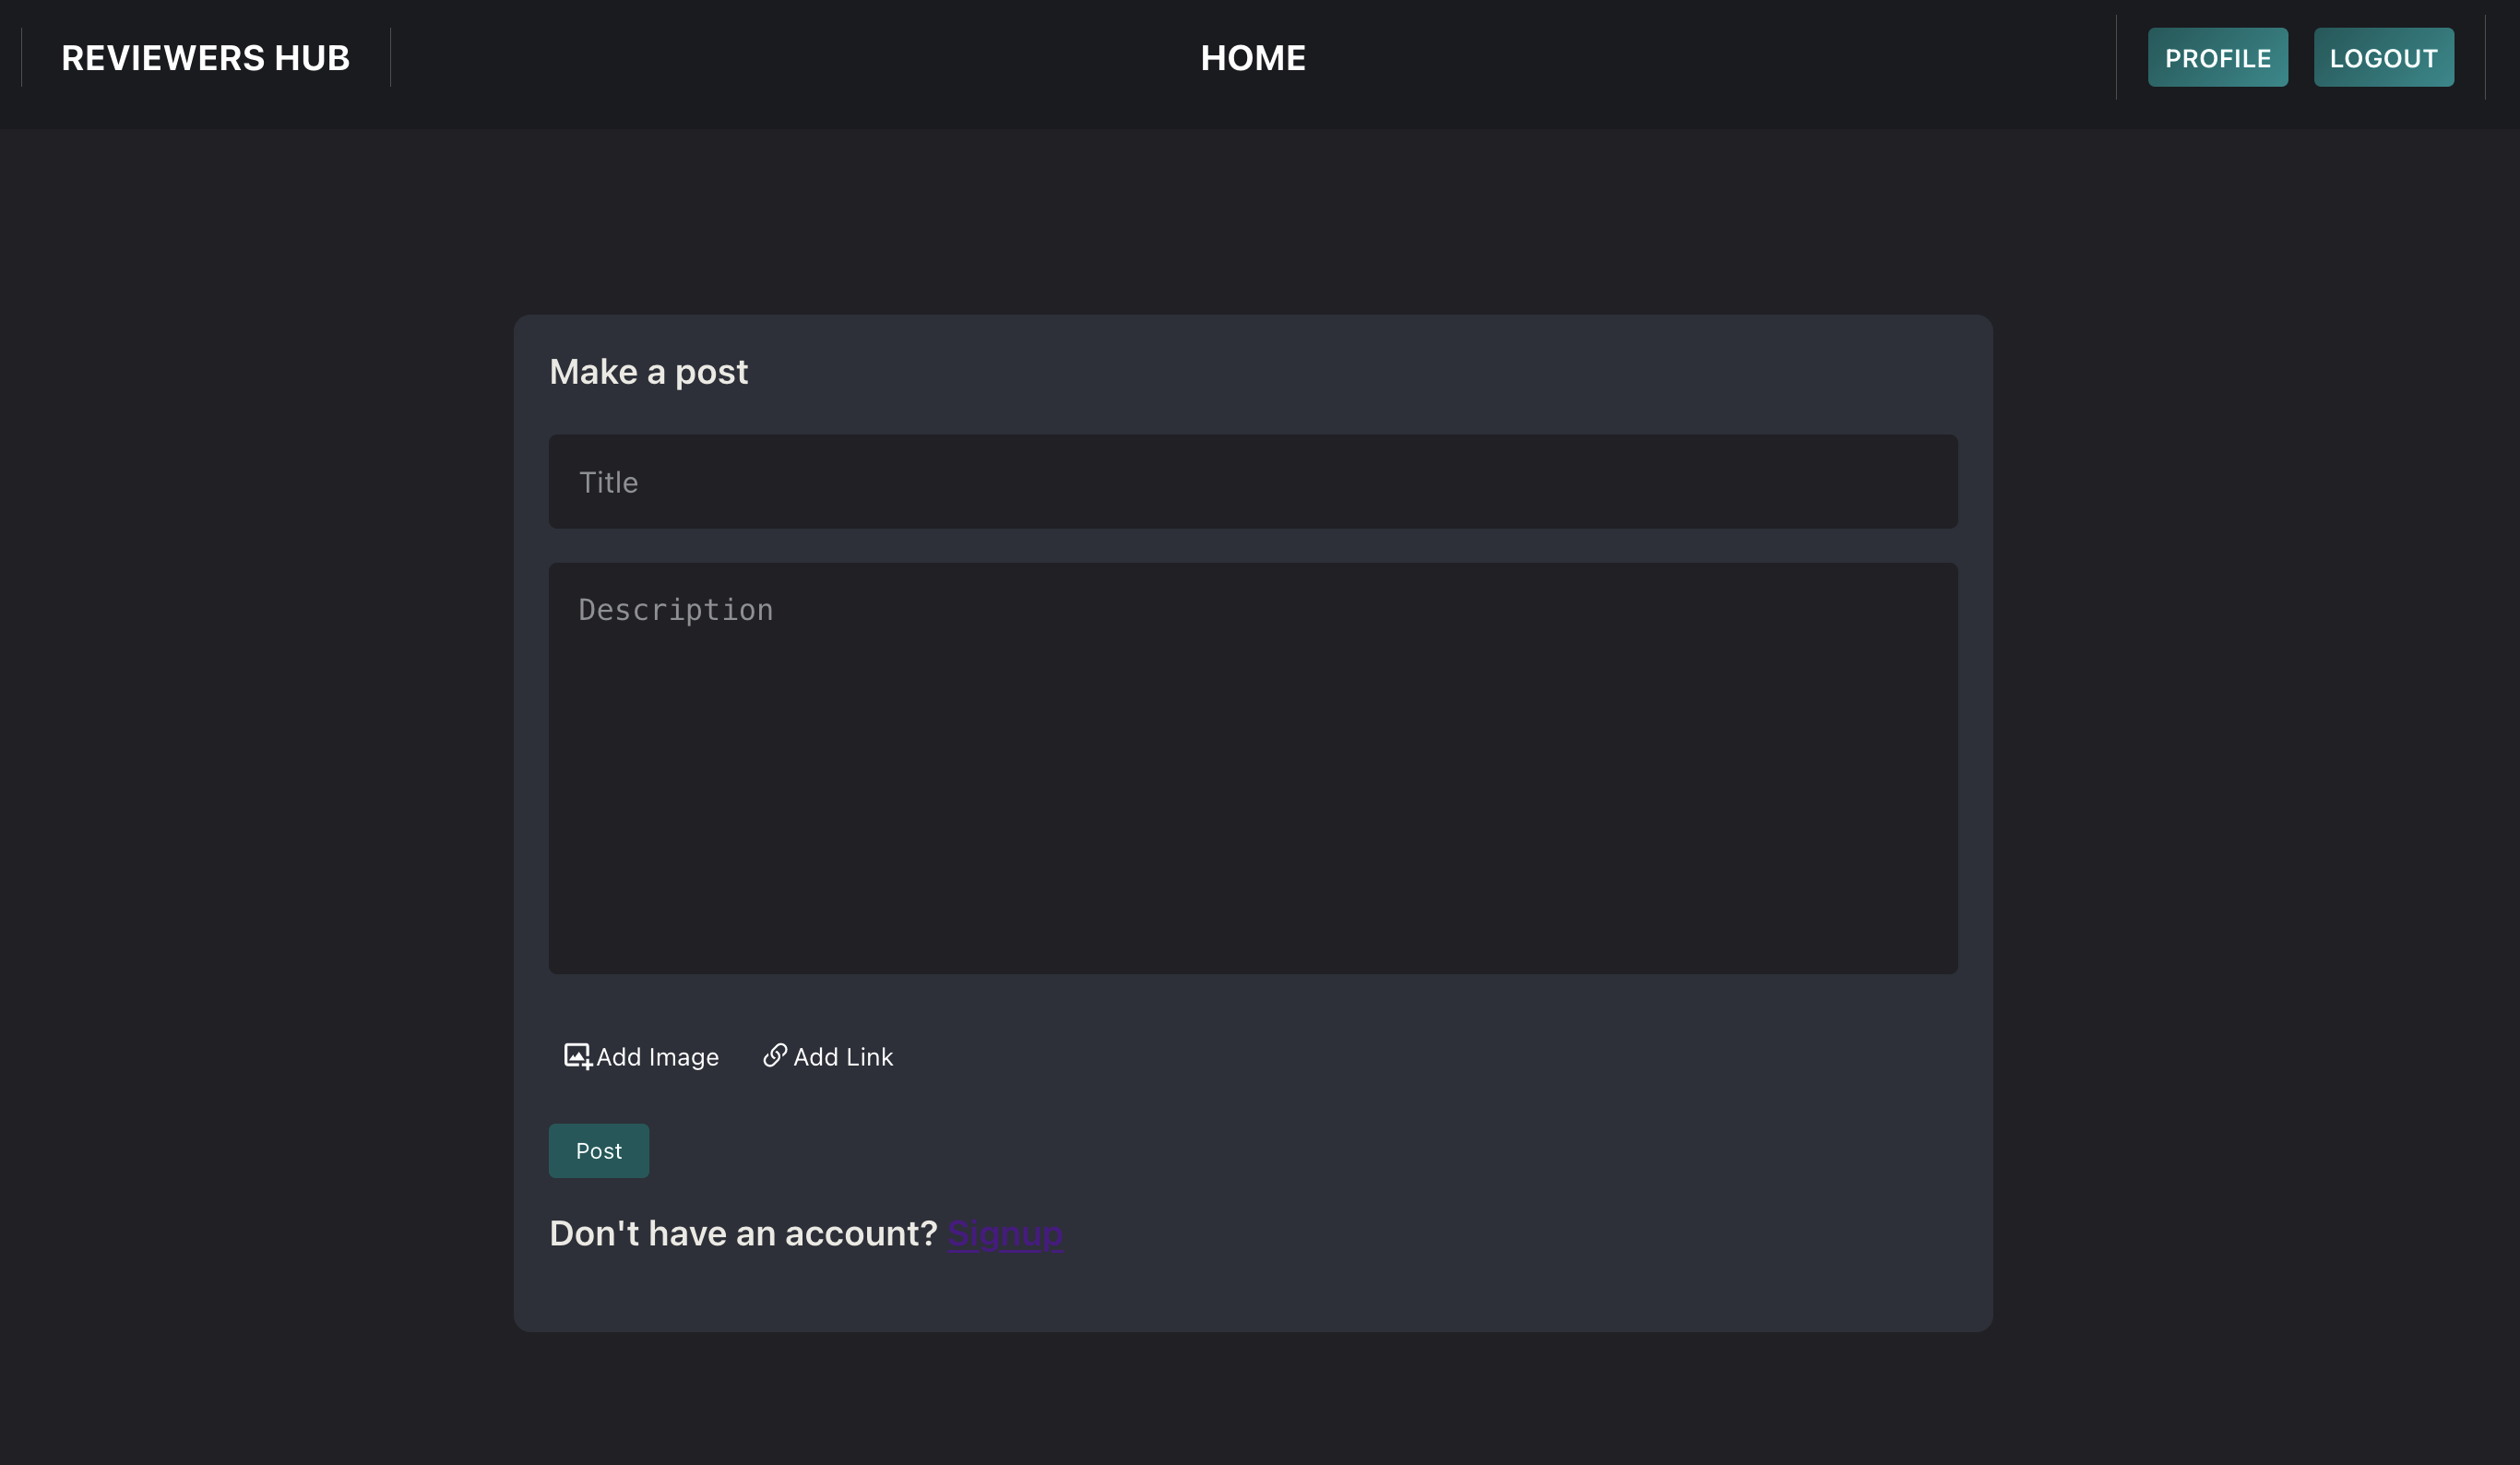 REVIEWERS HUB
HOME
PROFILE
LOGOUT
Make a post
Title
Description
Add Image
Add Link
Post
Don't have an account? Signup